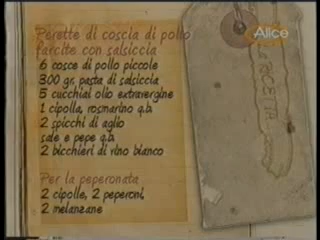 Alice
Perette di coscia di pollo
farcite con salsiccia
6 cosce di pollo piccole
300 gr. pasta di salsiccia
5 cucchiai olio extravergine
1 cipolla, rosmarino q.b.
2 spicchi di aglio
sale e pepe q.b.
2 bicchieri di vino bianco
Per la peperonata
2 cipolle, 2 peperoni,
2 melanzane
RICETTA